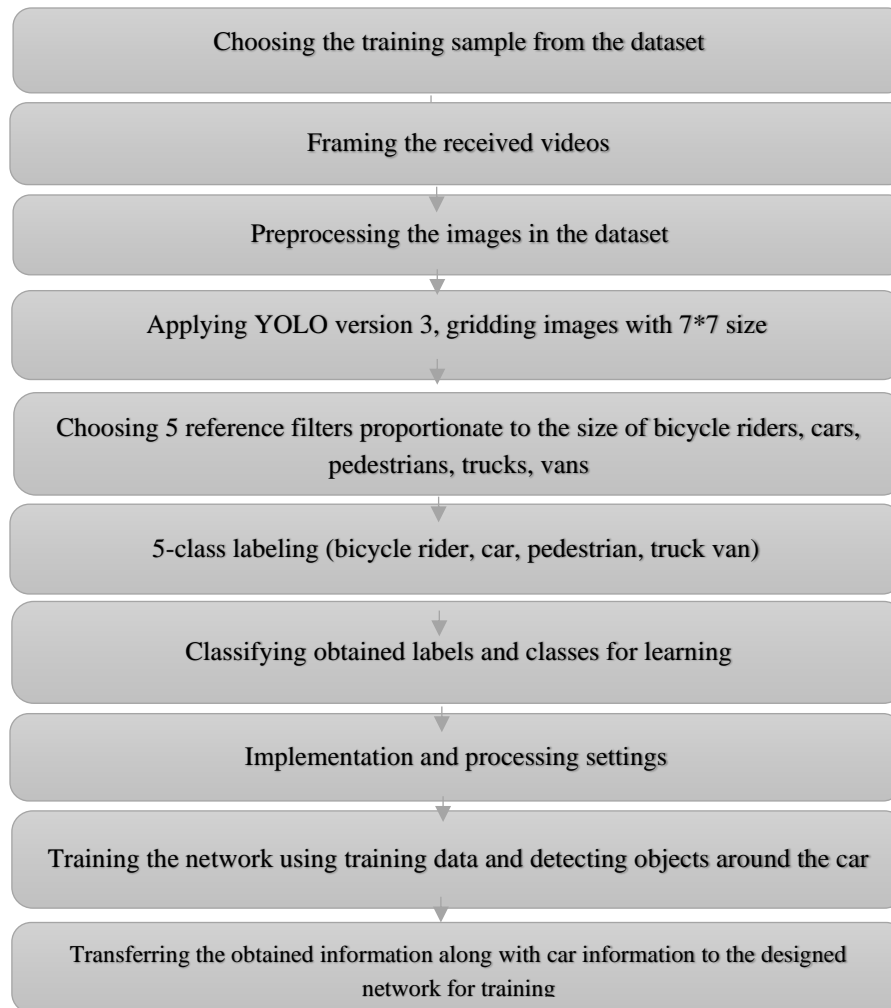 Choosing the training sample from the dataset
Framing the received videos
Preprocessing the images in the dataset
Applying YOLO version 3, gridding images with 7*7 size
Choosing 5 reference filters proportionate to the size of bicycle riders, cars,
pedestrians, trucks, vans
5-class labeling (bicycle rider, car, pedestrian, truck van)
Classifying obtained labels and classes for learning
Implementation and processing settings
Training the network using training data and detecting objects around the car
Transferring the obtained information along with car information to the designed
network for training